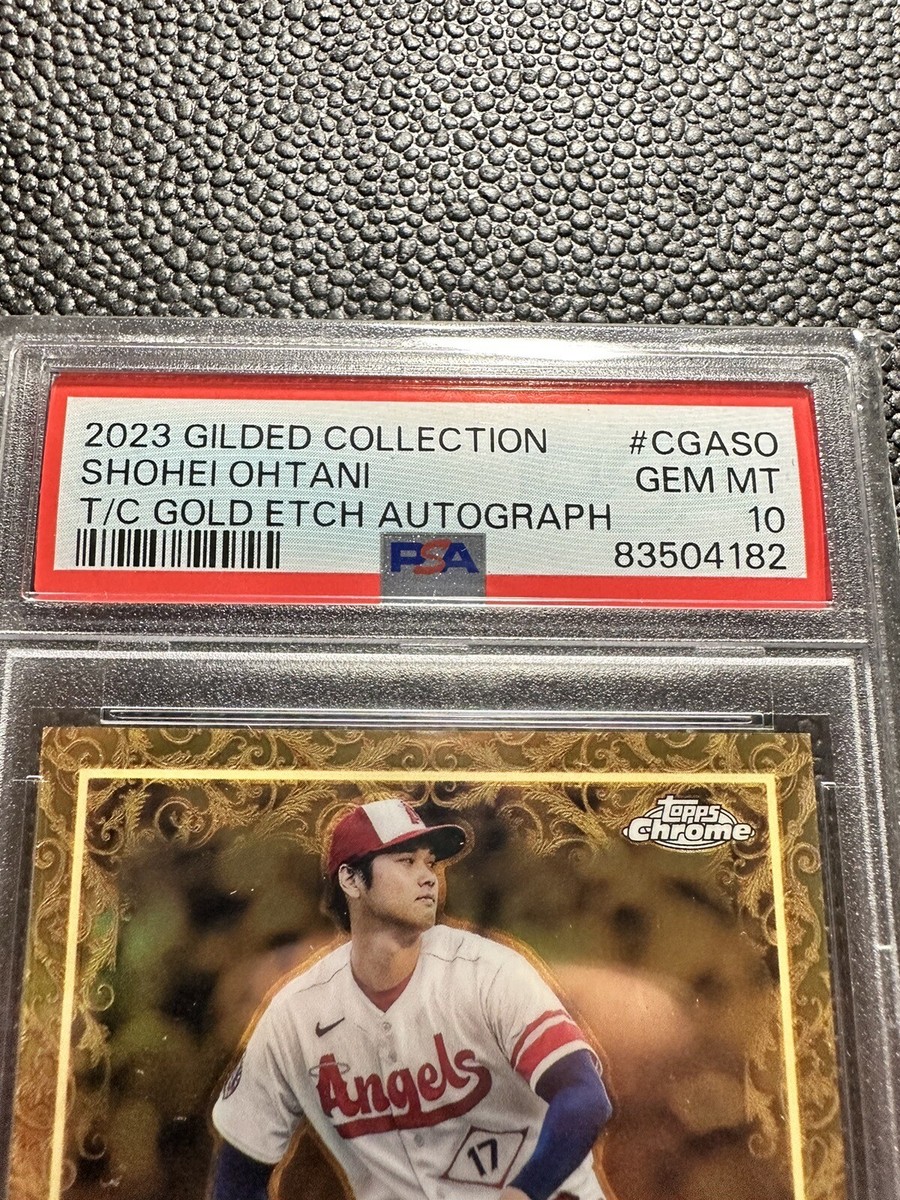 2023 GILDED COLLECTION #CGASO
SHOHEI OHTANI GEM MT
T/C GOLD ETCH AUTOGRAPH 10
PSA 83504182
Topps
Chrome
Angels
17